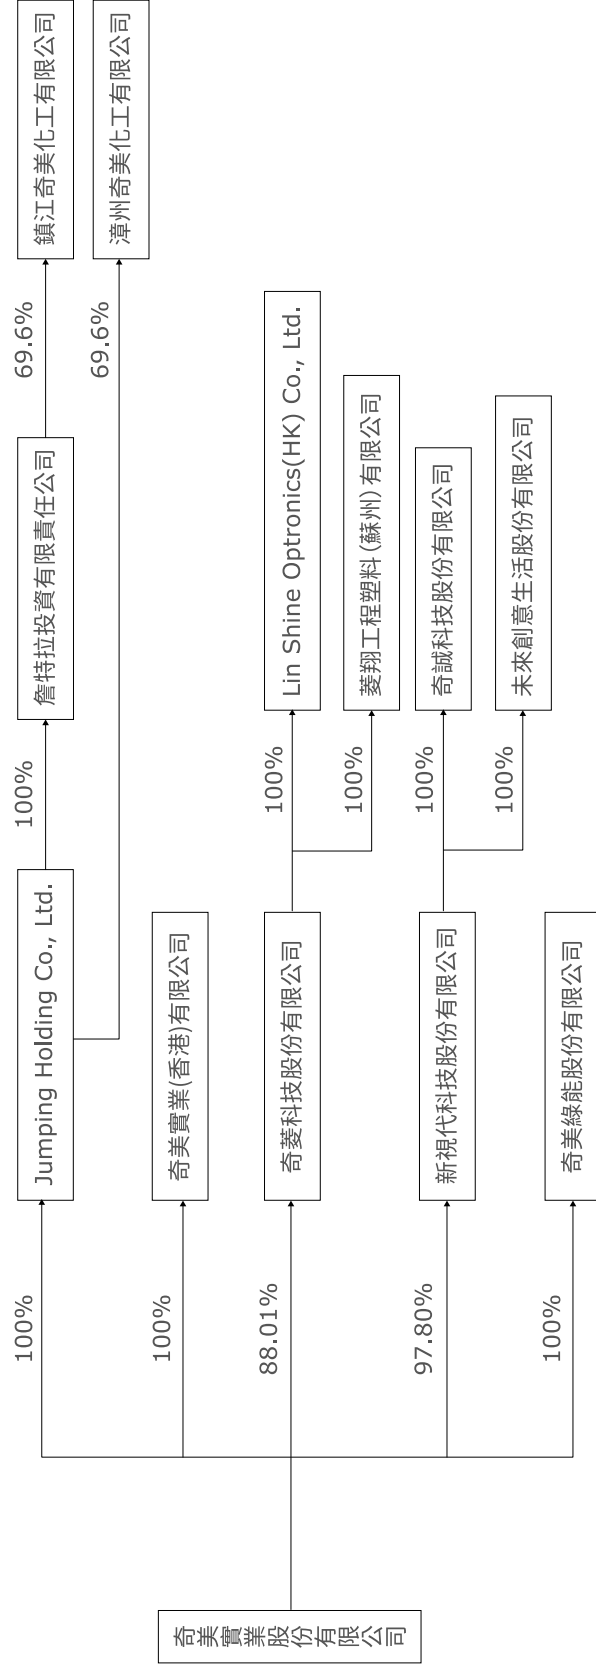 奇美實業股份有限公司
100%
Jumping Holding Co., Ltd.
100%
詹特拉投資有限責任公司
69.6%
鎮江奇美化工有限公司
69.6%
漳州奇美化工有限公司
100%
奇美實業(香港)有限公司
88.01%
奇菱科技股份有限公司
100%
Lin Shine Optronics(HK) Co., Ltd.
100%
菱翔工程塑料(蘇州)有限公司
97.80%
新視代科技股份有限公司
100%
奇誠科技股份有限公司
100%
未來創意生活股份有限公司
100%
奇美綠能股份有限公司